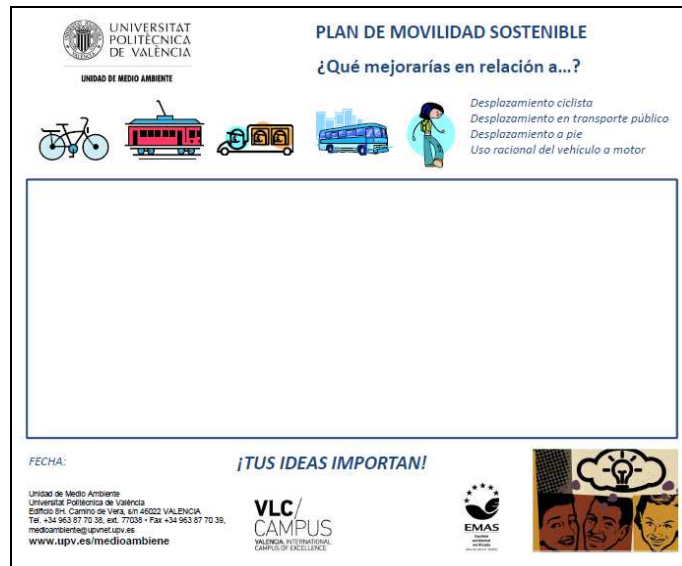 UNIVERSITAT
POLITÈCNICA
DE VALÈNCIA
UNIDAD DE MEDIO AMBIENTE
PLAN DE MOVILIDAD SOSTENIBLE
¿Qué mejorarías en relación a...?
Desplazamiento ciclista
Desplazamiento en transporte público
Desplazamiento a pie
Uso racional del vehículo a motor
FECHA:
¡TUS IDEAS IMPORTAN!
Unidad de Medio Ambiente
Universitat Politècnica de València
Edificio 8H. Camino de Vera, s/n 46022 VALENCIA
Tel. +34 963 87 70 38, ext. 77038 • Fax +34 963 87 70 39,
medioambiente@upvnet.upv.es
www.upv.es/medioambiene
VLC/
CAMPUS
VALENCIA, INTERNATIONAL
CAMPUS OF EXCELLENCE
EMAS
Gestión
ambiental
verificada